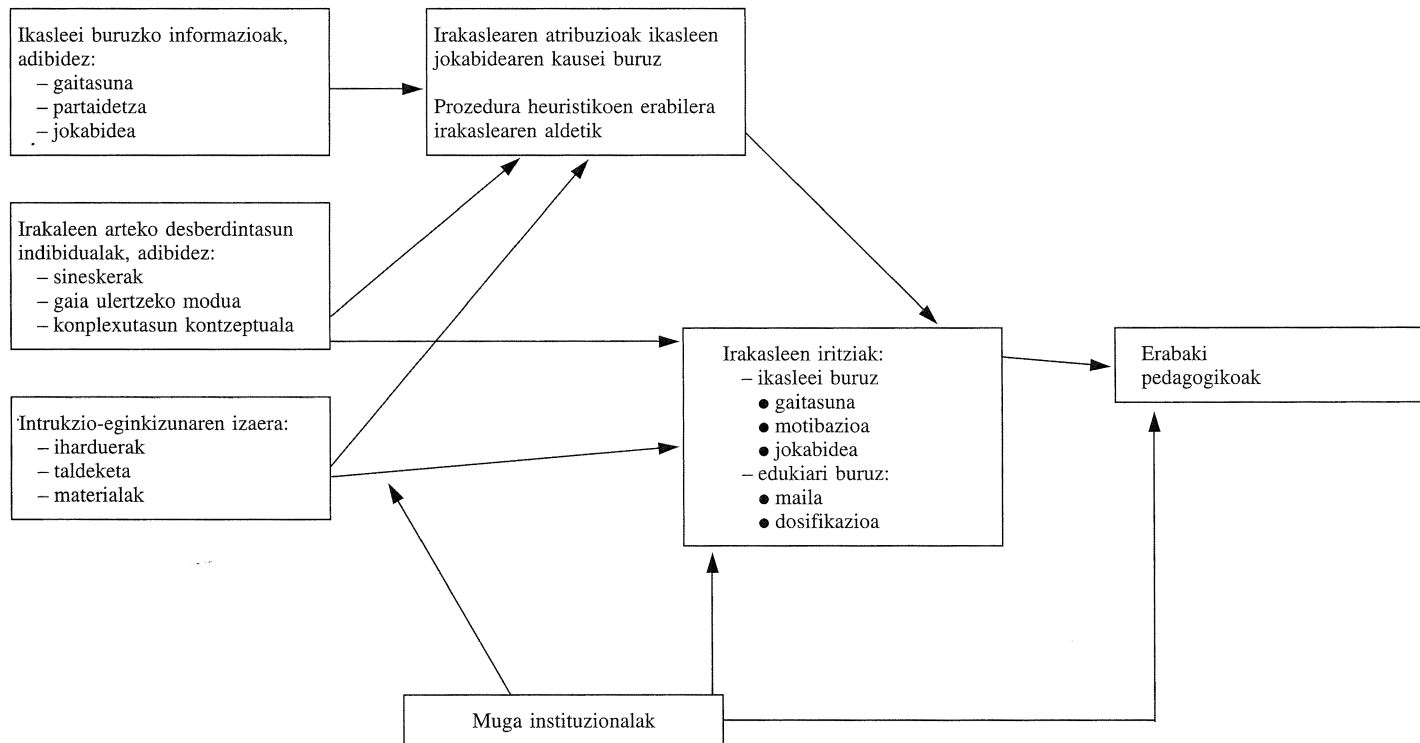 Ikasleei buruzko informazioak,
adibidez:
– gaitasuna
– partaidetza
– jokabidea
Irakaslearen atribuzioak ikasleen
jokabidearen kausei buruz
Prozedura heuristikoen erabilera
irakaslearen aldetik
Irakaleen arteko desberdintasun
indibidualak, adibidez:
– sineskerak
– gaia ulertzeko modua
– konplexutasun kontzeptuala
Intrukzio-eginkizunaren izaera:
– iharduerak
– taldeketa
– materialak
Irakasleen iritziak:
– ikasleei buruz
● gaitasuna
● motibazioa
● jokabidea
– edukiari buruz:
● maila
● dosifikazioa
Erabaki
pedagogikoak
Muga instituzionalak